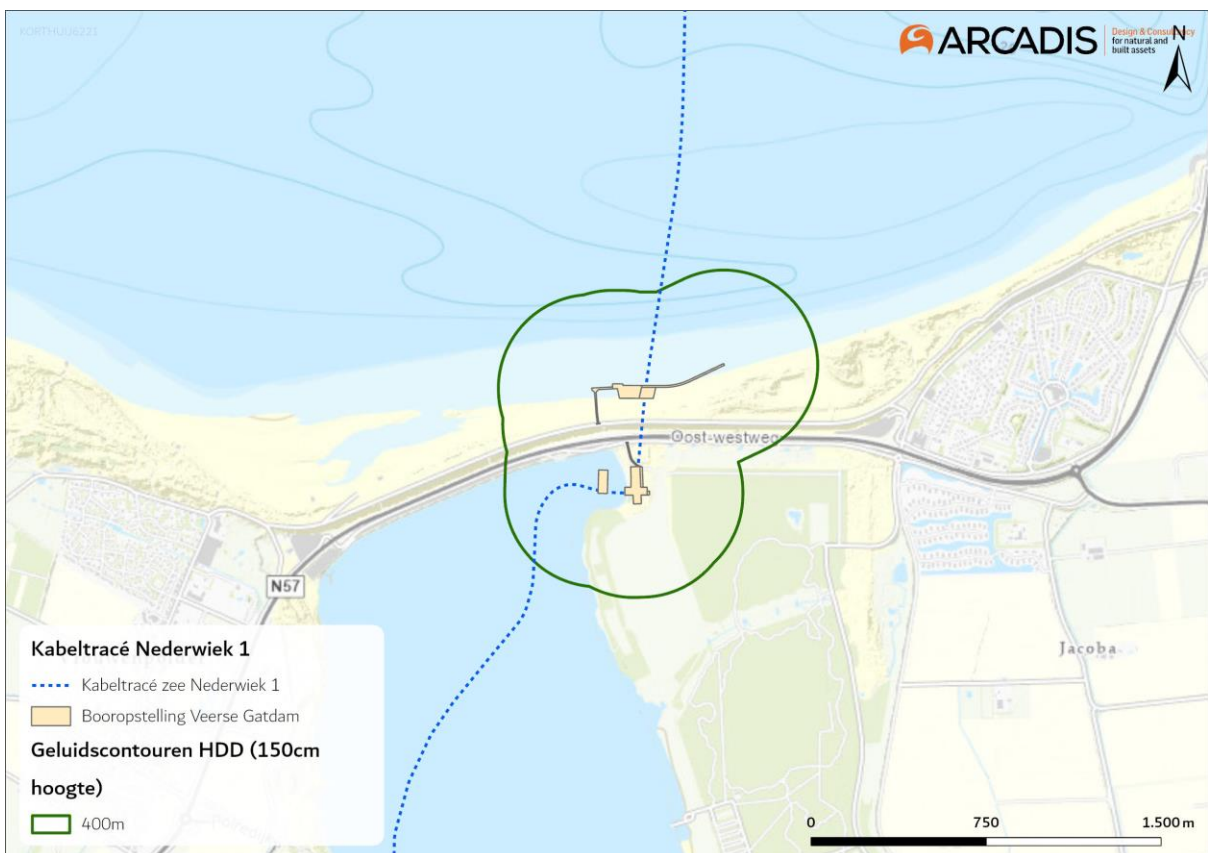 KORTHUIJ6221
ARCADIS
Design & Consultancy
for natural and
built assets
N
Oost-westweg
N57
Jacoba
Kabeltracé Nederwiek 1
Kabeltracé zee Nederwiek 1
Booropstelling Veerse Gatdam
Geluidscontouren HDD (150cm
hoogte)
400m
0 750 1.500 m